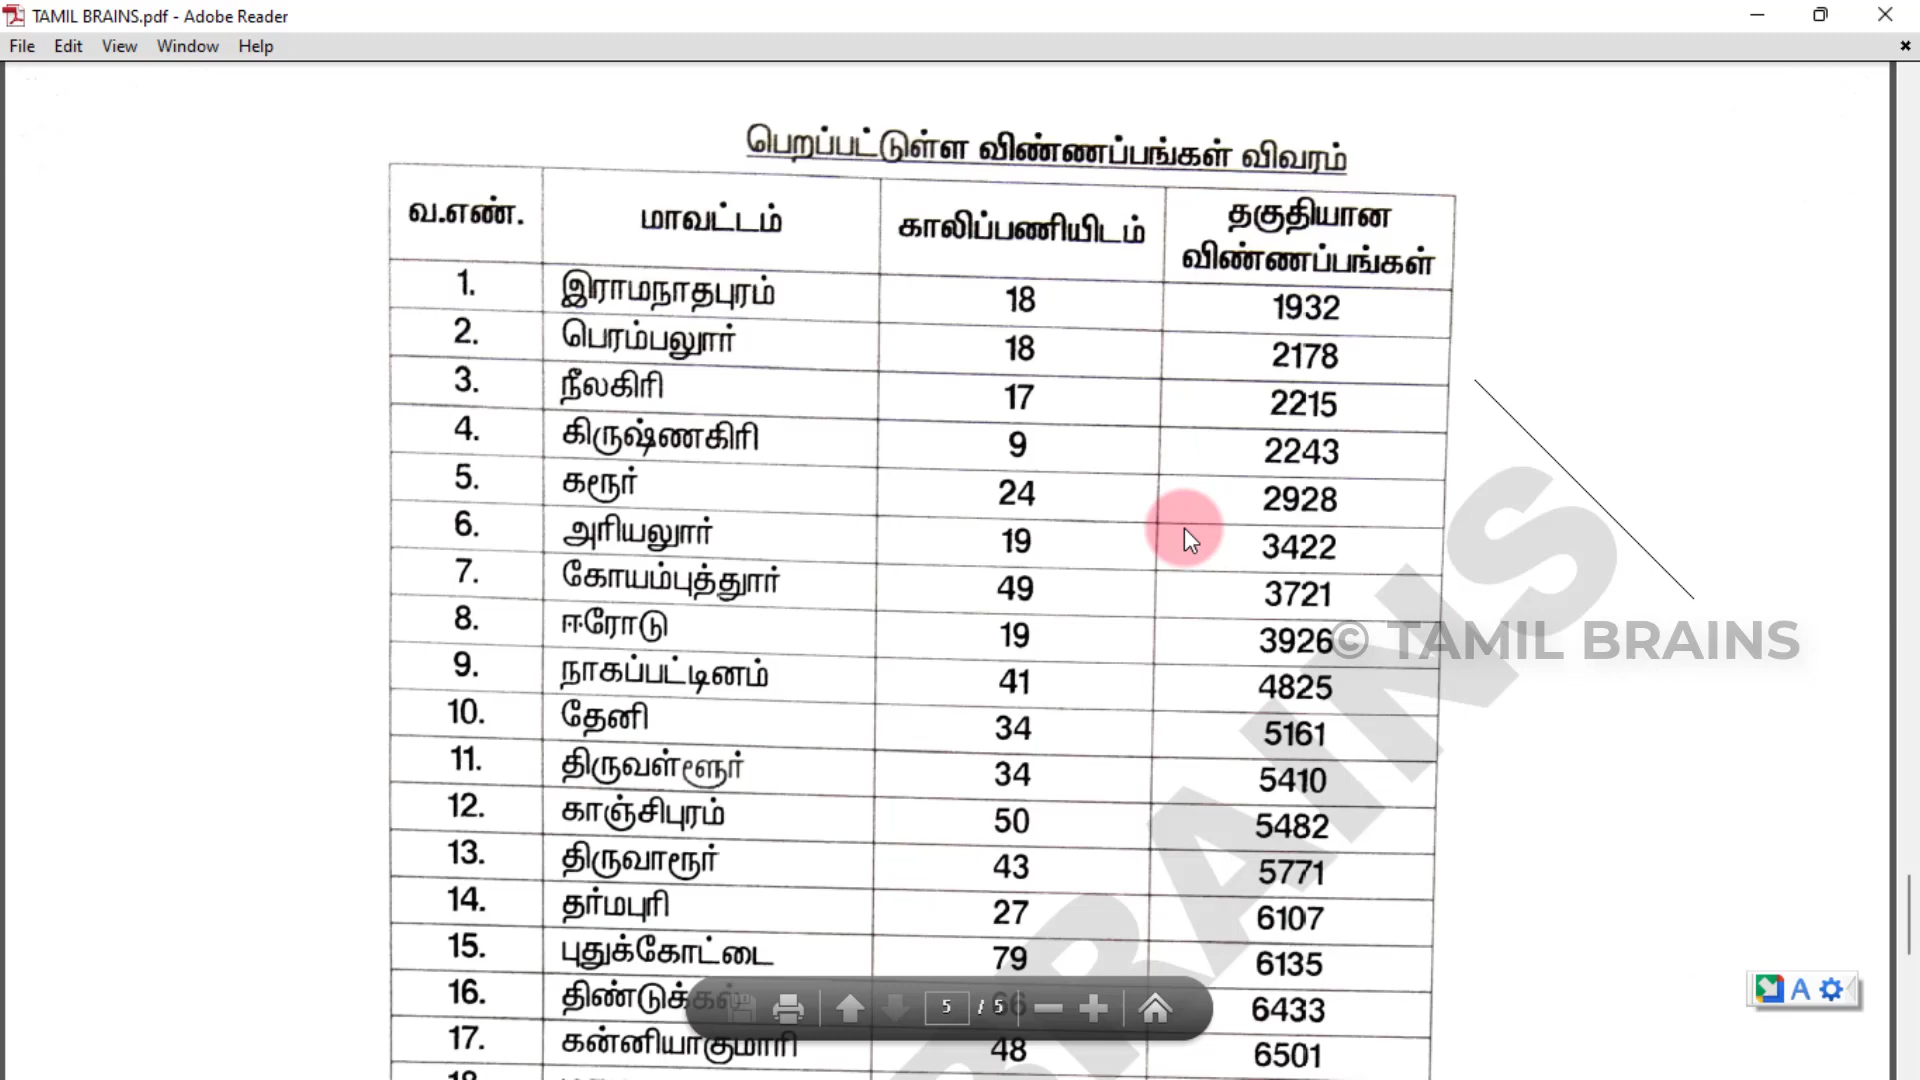 TAMIL BRAINS.pdf - Adobe Reader
File Edit View Window Help
பெறப்பட்டுள்ள விண்ணப்பங்கள் விவரம்
வ.எண். மாவட்டம் காலிப்பணியிடம் தகுதியான விண்ணப்பங்கள்
1. இராமநாதபுரம் 18 1932
2. பெரம்பலூர் 18 2178
3. நீலகிரி 17 2215
4. கிருஷ்ணகிரி 9 2243
5. கரூர் 24 2928
6. அரியலூர் 19 3422
7. கோயம்புத்தூர் 49 3721
8. ஈரோடு 19 3926
© TAMIL BRAINS
9. நாகப்பட்டினம் 41 4825
10. தேனி 34 5161
11. திருவள்ளூர் 34 5410
12. காஞ்சிபுரம் 50 5482
13. திருவாரூர் 43 5771
14. தர்மபுரி 27 6107
15. புதுக்கோட்டை 79 6135
16. திண்டுக்கல் 66 6433
5 / 5
17. கன்னியாகுமாரி 48 6501
BRAINS
A